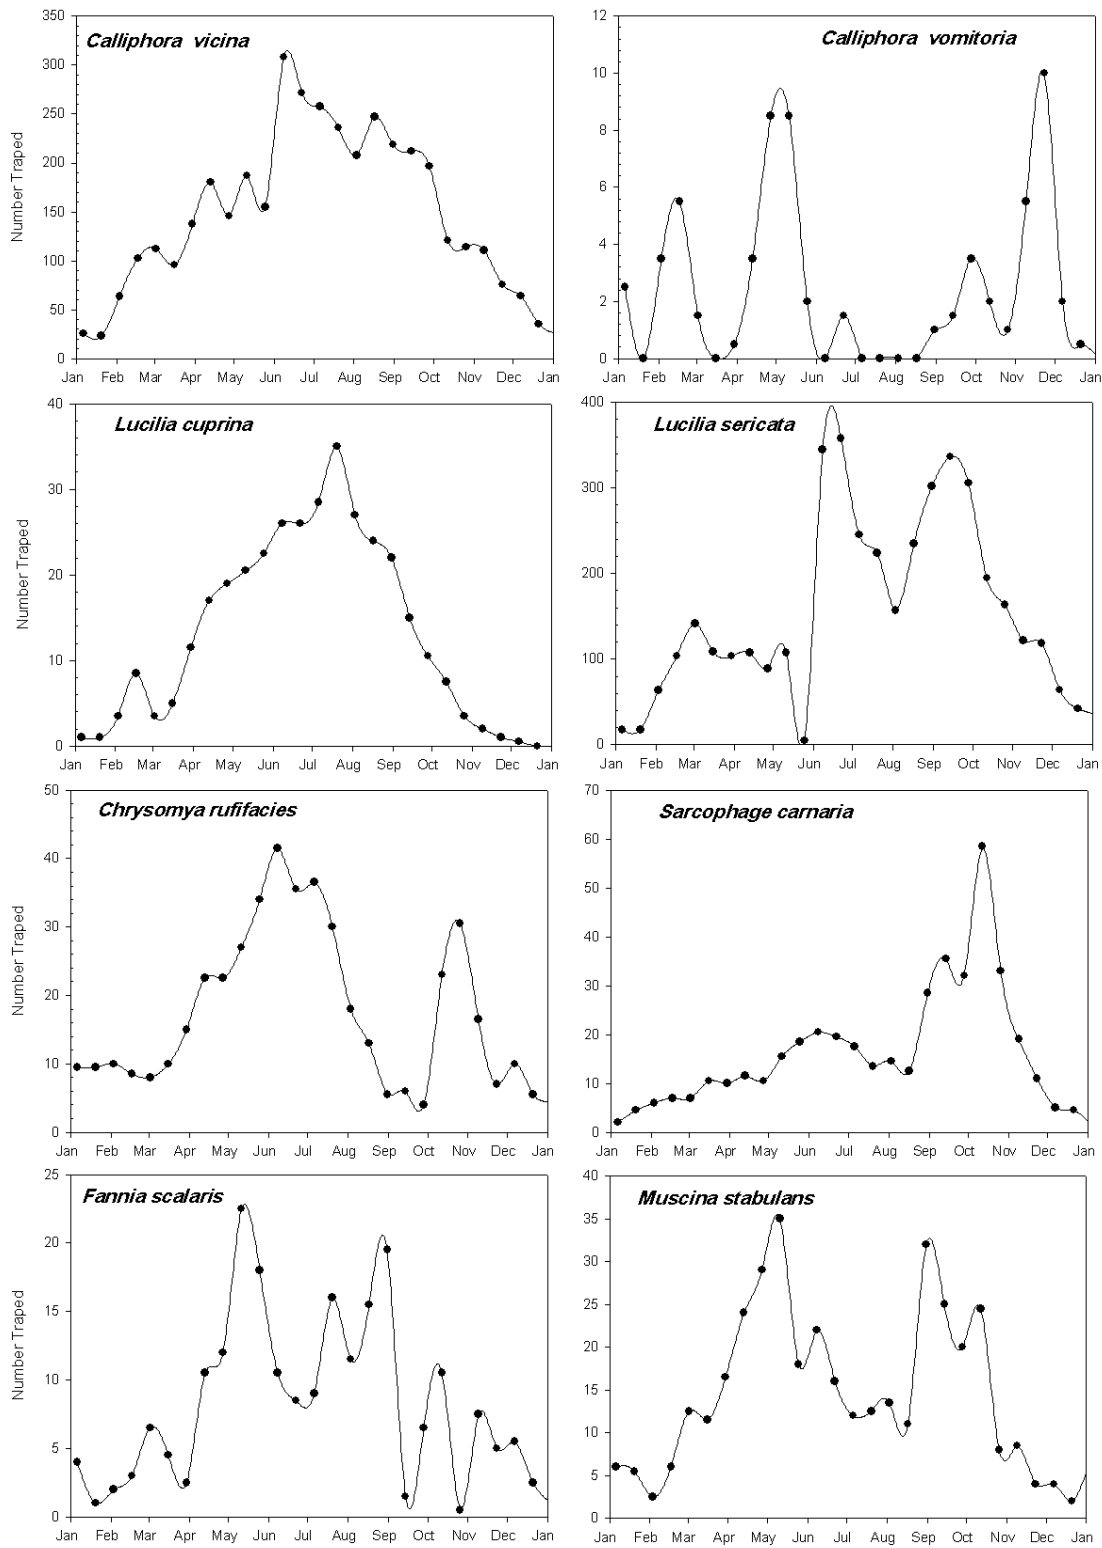 Calliphora vicina
Number Traped
350
300
250
200
150
100
50
0
Jan Feb Mar Apr May Jun Jul Aug Sep Oct Nov Dec Jan
Calliphora vomitoria
12
10
8
6
4
2
0
Jan Feb Mar Apr May Jun Jul Aug Sep Oct Nov Dec Jan
Lucilia cuprina
Number Traped
40
30
20
10
0
Jan Feb Mar Apr May Jun Jul Aug Sep Oct Nov Dec Jan
Lucilia sericata
400
300
200
100
0
Jan Feb Mar Apr May Jun Jul Aug Sep Oct Nov Dec Jan
Chrysomya rufifacies
Number Traped
50
40
30
20
10
0
Jan Feb Mar Apr May Jun Jul Aug Sep Oct Nov Dec Jan
Sarcophage carnaria
70
60
50
40
30
20
10
0
Jan Feb Mar Apr May Jun Jul Aug Sep Oct Nov Dec Jan
Fannia scalaris
Number Traped
25
20
15
10
5
0
Jan Feb Mar Apr May Jun Jul Aug Sep Oct Nov Dec Jan
Muscina stabulans
40
35
30
25
20
15
10
5
0
Jan Feb Mar Apr May Jun Jul Aug Sep Oct Nov Dec Jan